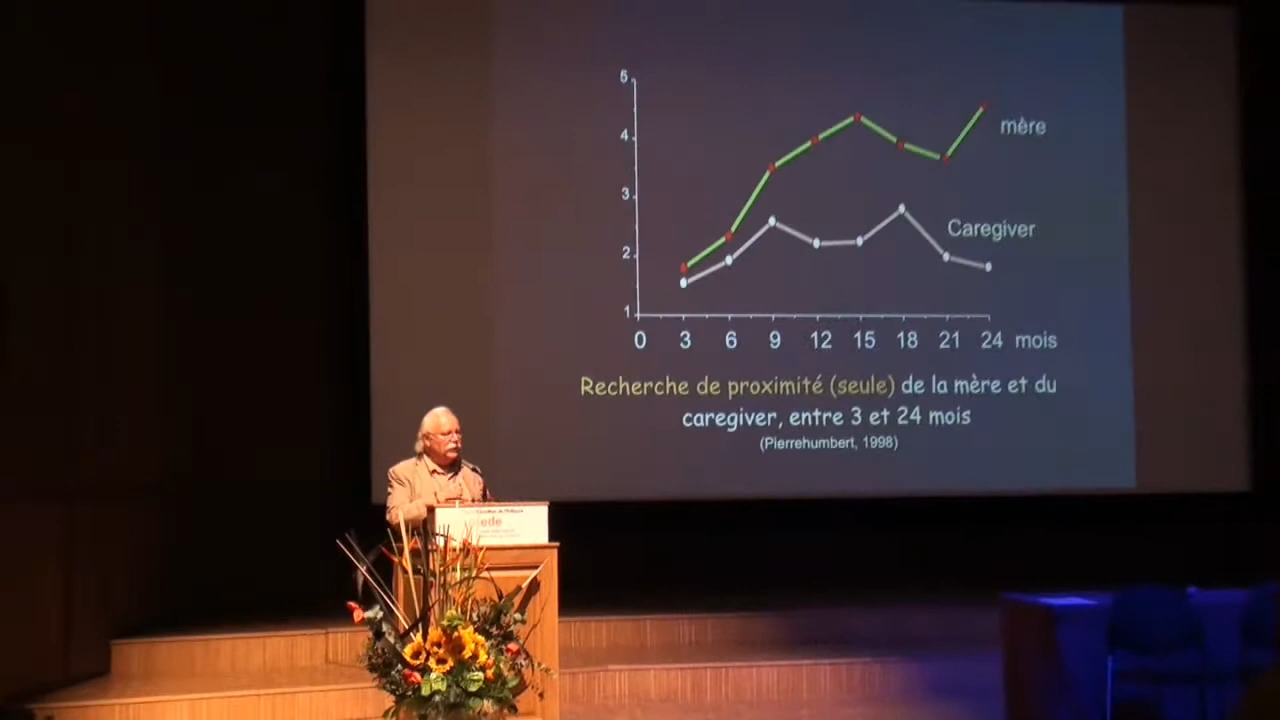 5
4
mère
3
Caregiver
2
1
0 3 6 9 12 15 18 21 24 mois
Recherche de proximité (seule) de la mère et du
caregiver, entre 3 et 24 mois
(Pierrehumbert, 1998)
ede